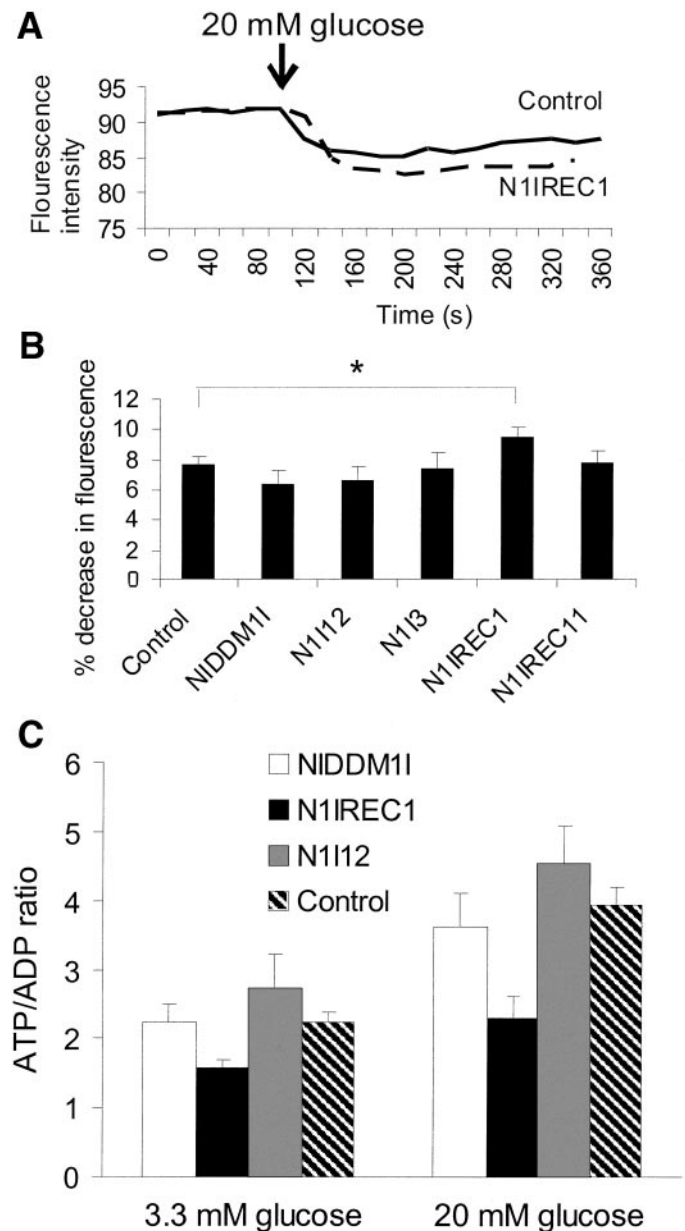 A
20 mM glucose
95
90
85
80
75
Flourescence
intensity
Control
N1IREC1
0
40
80
120
160
200
240
280
320
360
Time (s)
B
*
12
10
8
6
4
2
0
% decrease in flourescence
Control
NIDDM1I
N1I12
N1I3
N1IREC1
N1IREC11
C
6
5
4
3
2
1
0
ATP/ADP ratio
NIDDM1I
N1IREC1
N1I12
Control
3.3 mM glucose
20 mM glucose